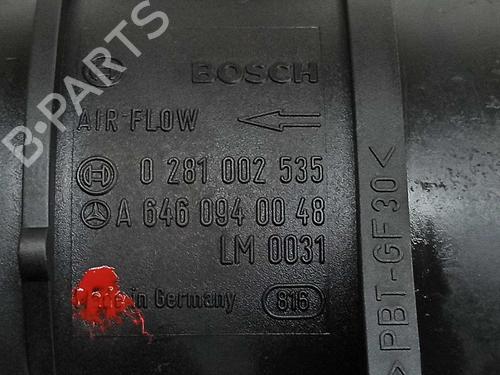 BOSCH
AIR FLOW
0 281 002 535
A 646 094 00 48
LM 0031
Made in Germany 816
>PBT-GF30<
B-PARTS